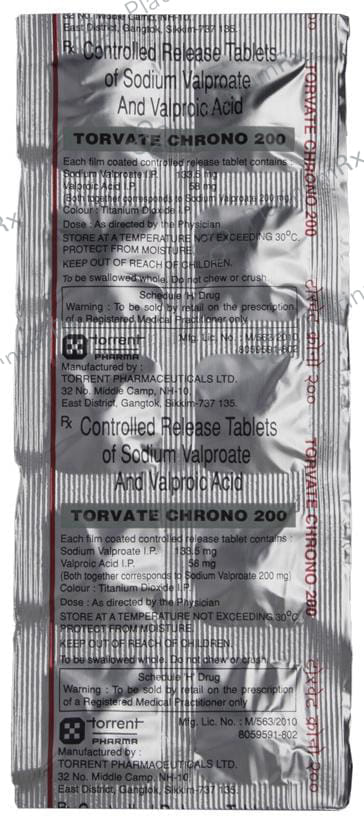 32 No. Middle Camp, NH-10,
East District, Gangtok, Sikkim-737 135.
Rx Controlled Release Tablets
of Sodium Valproate
And Valproic Acid
TORVATE CHRONO 200
Each film coated controlled release tablet contains :
Sodium Valproate I.P. 133.5 mg
Valproic Acid I.P. 58 mg
(Both together corresponds to Sodium Valproate 200 mg)
Colour : Titanium Dioxide I.P.
Dose : As directed by the Physician
STORE AT A TEMPERATURE NOT EXCEEDING 30°C.
PROTECT FROM MOISTURE.
KEEP OUT OF REACH OF CHILDREN.
To be swallowed whole. Do not chew or crush.
Schedule 'H' Drug
Warning : To be sold by retail on the prescription
of a Registered Medical Practitioner only
torrent
PHARMA
Mfg. Lic. No. : M/563/2010
8059591-802
Manufactured by :
TORRENT PHARMACEUTICALS LTD.
32 No. Middle Camp, NH-10,
East District, Gangtok, Sikkim-737 135.
Rx Controlled Release Tablets
of Sodium Valproate
And Valproic Acid
TORVATE CHRONO 200
Each film coated controlled release tablet contains :
Sodium Valproate I.P. 133.5 mg
Valproic Acid I.P. 58 mg
(Both together corresponds to Sodium Valproate 200 mg)
Colour : Titanium Dioxide I.P.
Dose : As directed by the Physician
STORE AT A TEMPERATURE NOT EXCEEDING 30°C.
PROTECT FROM MOISTURE.
KEEP OUT OF REACH OF CHILDREN.
To be swallowed whole. Do not chew or crush.
Schedule 'H' Drug
Warning : To be sold by retail on the prescription
of a Registered Medical Practitioner only
torrent
PHARMA
Mfg. Lic. No. : M/563/2010
8059591-802
Manufactured by :
TORRENT PHARMACEUTICALS LTD.
32 No. Middle Camp, NH-10,
East District, Gangtok, Sikkim-737 135.
TORVATE CHRONO 200
टोरवेट क्रोनो २००
TORVATE CHRONO 200
टोरवेट क्रोनो २००